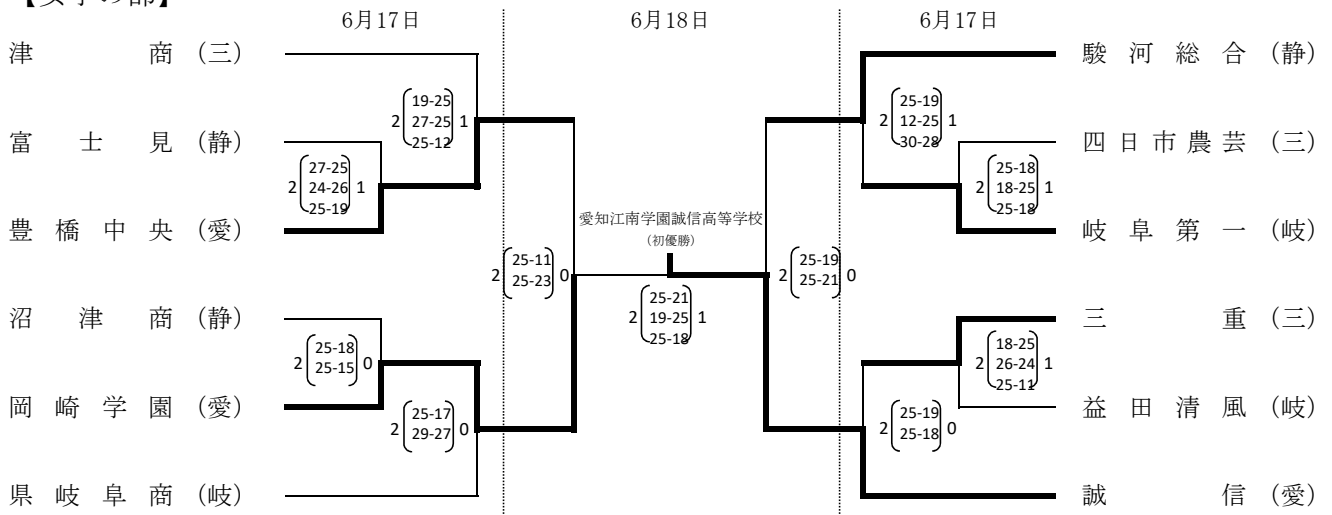 6月17日 6月18日 6月17日
津商（三）
富士見（静）
豊橋中央（愛）
沼津商（静）
岡崎学園（愛）
県岐阜商（岐）
2 19-25 27-25 25-12 1
2 27-25 24-26 25-19 1
2 25-18 25-15 0
2 25-17 29-27 0
2 25-11 25-23 0
愛知江南学園誠信高等学校
（初優勝）
2 25-21 19-25 25-18 1
2 25-19 25-21 0
2 25-19 12-25 30-28 1
2 25-18 18-25 25-18 1
2 18-25 26-24 25-11 1
2 25-19 25-18 0
駿河総合（静）
四日市農芸（三）
岐阜第一（岐）
三重（三）
益田清風（岐）
誠信（愛）